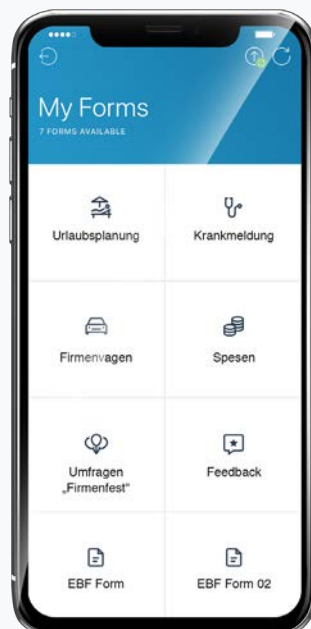 My Forms
7 FORMS AVAILABLE
Urlaubsplanung
Krankmeldung
Firmenvagen
Spesen
Umfragen
„Firmenfest“
Feedback
EBF Form
EBF Form 02